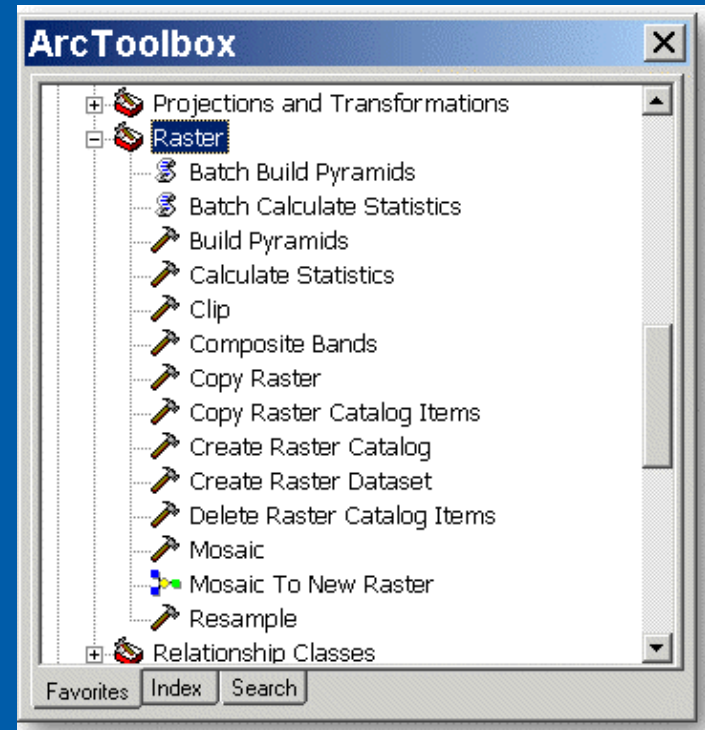 ArcToolbox
Projections and Transformations
Raster
Batch Build Pyramids
Batch Calculate Statistics
Build Pyramids
Calculate Statistics
Clip
Composite Bands
Copy Raster
Copy Raster Catalog Items
Create Raster Catalog
Create Raster Dataset
Delete Raster Catalog Items
Mosaic
Mosaic To New Raster
Resample
Relationship Classes
Favorites Index Search